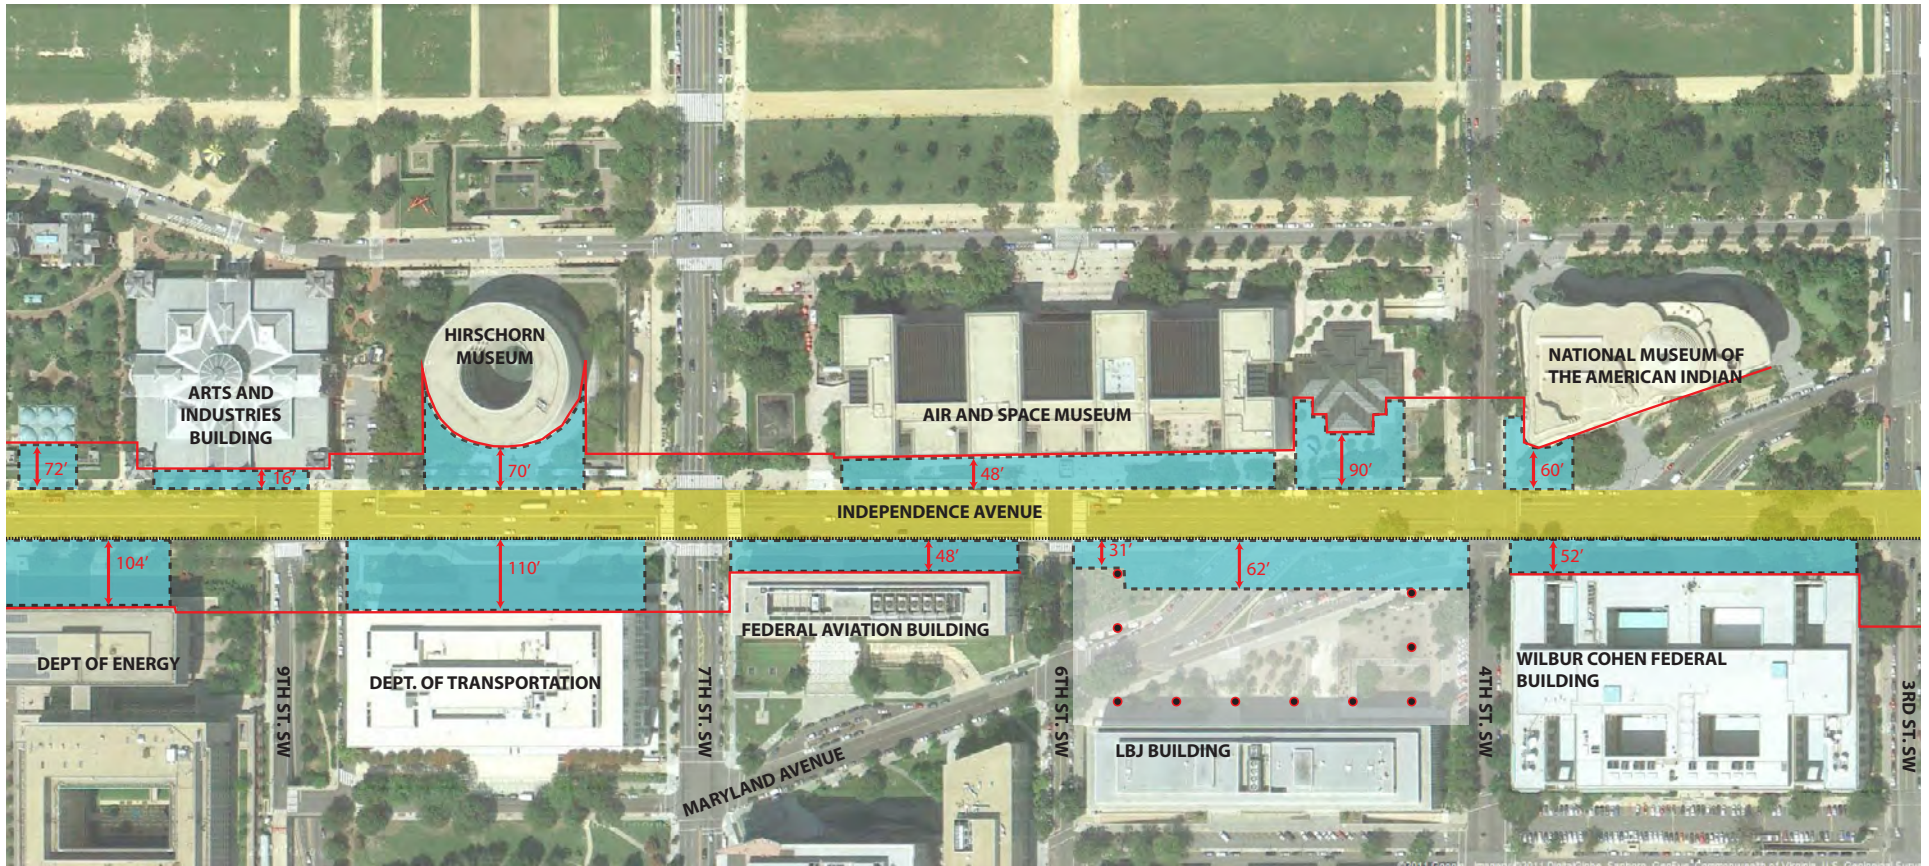 HIRSCHORN
MUSEUM
ARTS AND
INDUSTRIES
BUILDING
AIR AND SPACE MUSEUM
NATIONAL MUSEUM OF
THE AMERICAN INDIAN
72’
16’
70’
48’
90’
60’
INDEPENDENCE AVENUE
104’
110’
48’
31’
62’
52’
DEPT OF ENERGY
9TH ST. SW
DEPT. OF TRANSPORTATION
7TH ST. SW
FEDERAL AVIATION BUILDING
MARYLAND AVENUE
6TH ST. SW
LBJ BUILDING
4TH ST. SW
WILBUR COHEN FEDERAL
BUILDING
3RD ST. SW